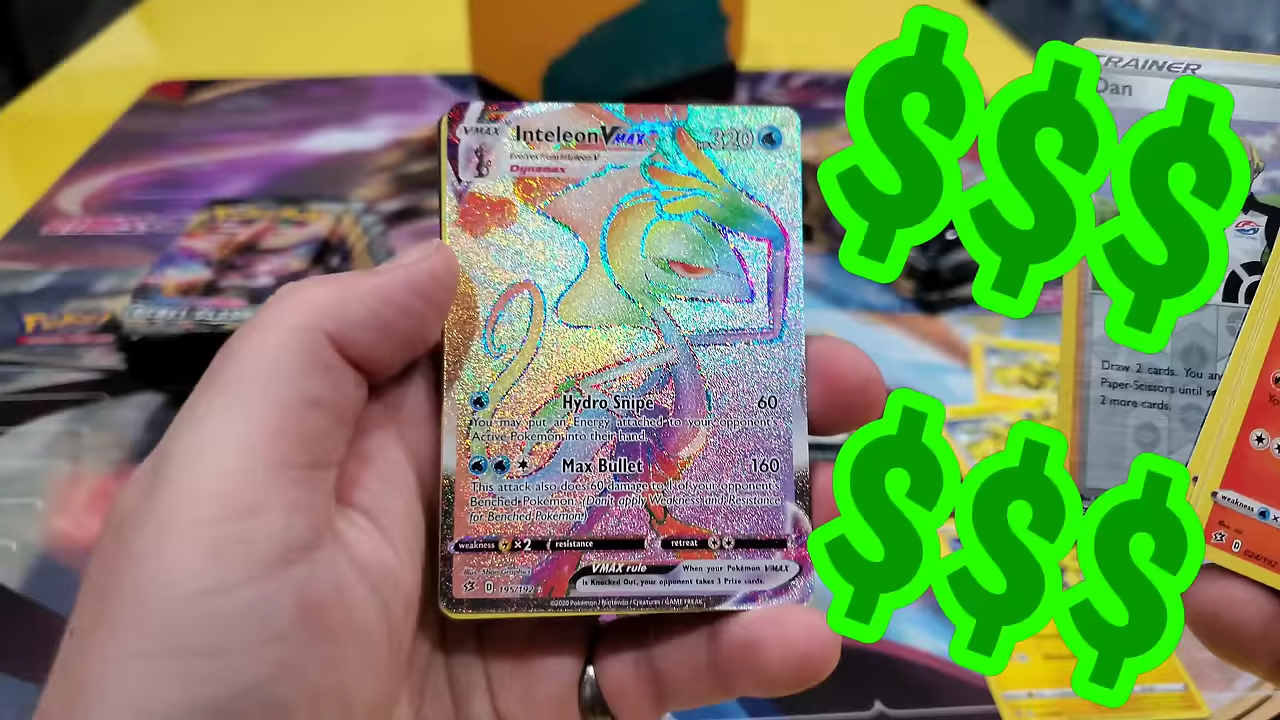 VMAX Inteleon VMAX 320
Evolves from Inteleon V
Dynamax
Hydro Snipe 60
You may put an Energy attached to your opponent's
Active Pokémon into their hand.
Max Bullet 160
This attack also does 60 damage to 1 of your opponent's
Benched Pokémon. (Don't apply Weakness and Resistance
for Benched Pokémon.)
weakness ×2 resistance retreat
VMAX rule When your Pokémon VMAX
is Knocked Out, your opponent takes 3 Prize cards.
D 195/192
©2020 Pokémon / Nintendo / Creatures / GAME FREAK
$$$
$$$
TRAINER
Dan
Draw 2 cards. You
Paper-Scissors until
2 more cards.
weakness
D 024/192